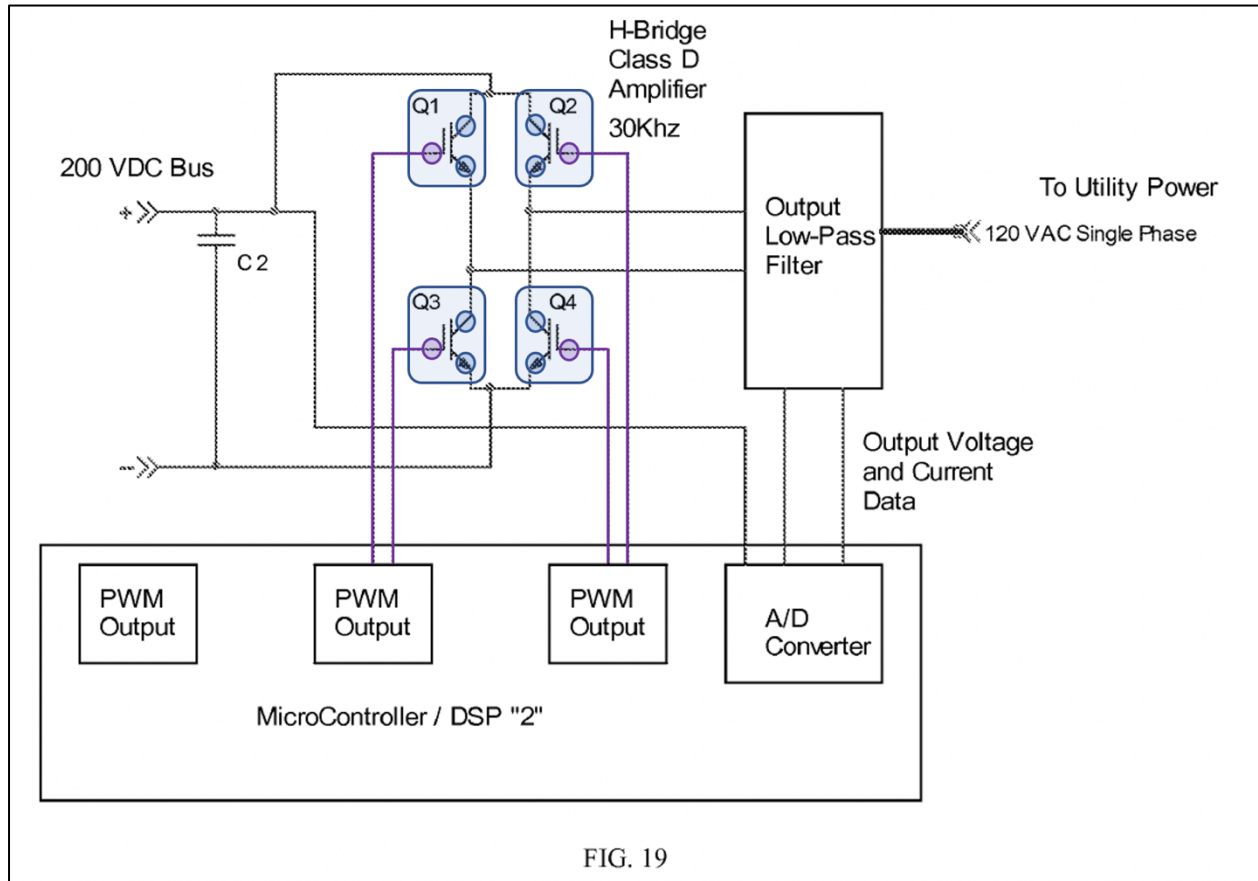 H-Bridge
Class D
Amplifier
30Khz
Q1
Q2
200 VDC Bus
+
C2
-
Q3
Q4
Output
Low-Pass
Filter
To Utility Power
120 VAC Single Phase
Output Voltage
and Current
Data
PWM
Output
PWM
Output
PWM
Output
A/D
Converter
MicroController / DSP "2"
FIG. 19